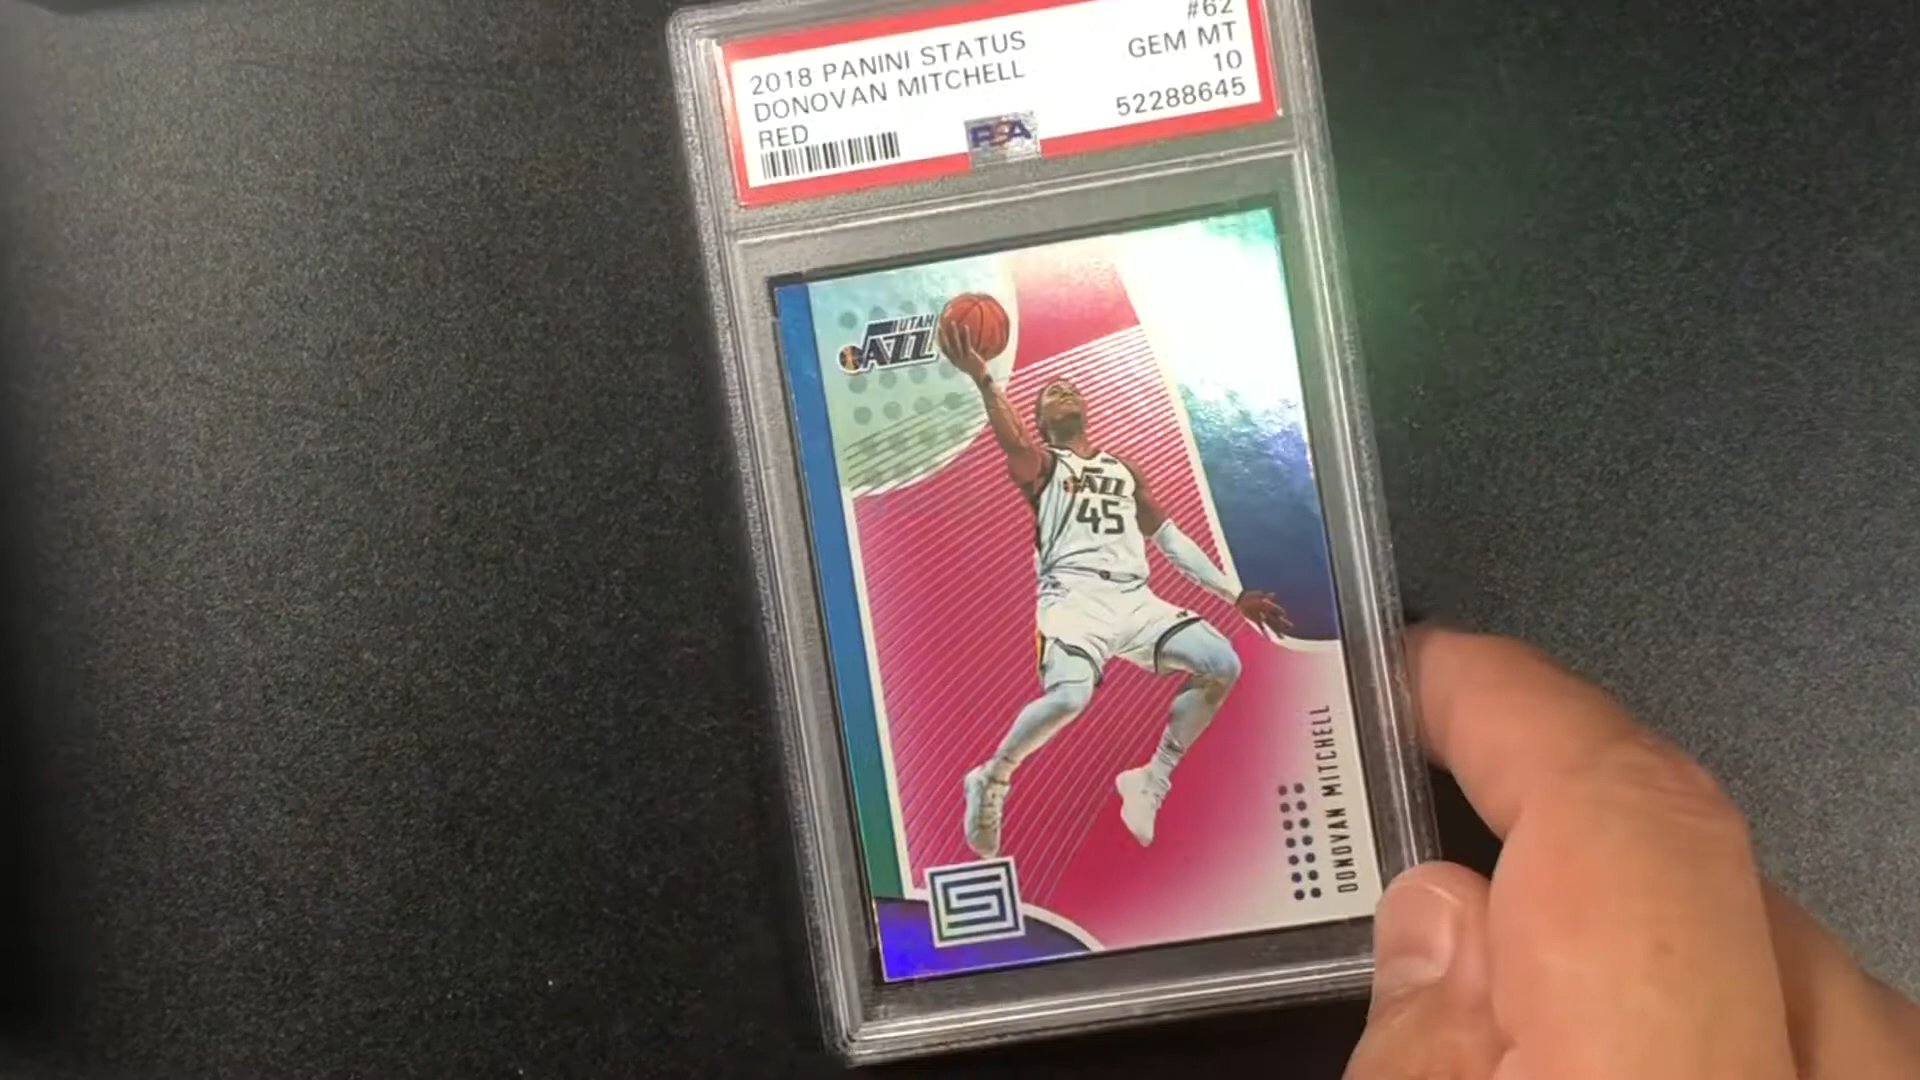 2018 PANINI STATUS
DONOVAN MITCHELL
RED
#62
GEM MT
10
52288645
PSA
UTAH
JAZZ
JAZZ
45
DONOVAN MITCHELL